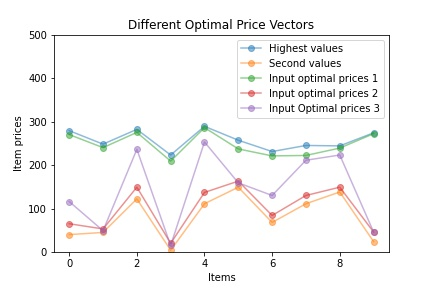 Different Optimal Price Vectors
500
400
300
200
100
0
Item prices
Highest values
Second values
Input optimal prices 1
Input optimal prices 2
Input Optimal prices 3
0 2 4 6 8
Items